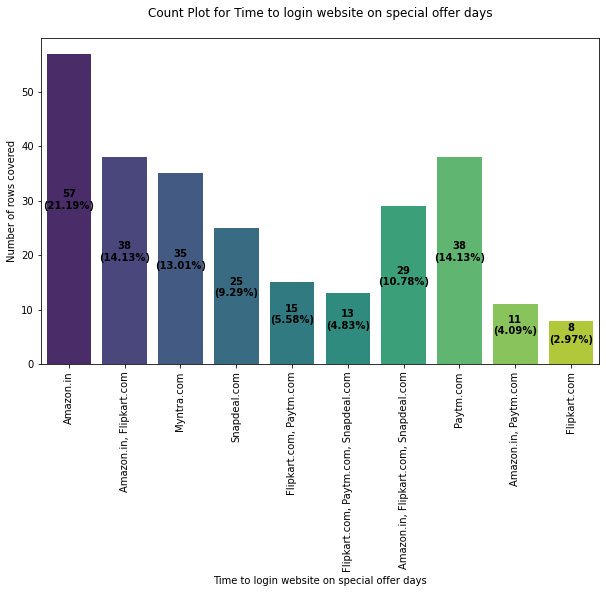 Count Plot for Time to login website on special offer days
Number of rows covered
50
40
30
20
10
0
57
(21.19%)
38
(14.13%)
35
(13.01%)
25
(9.29%)
15
(5.58%)
13
(4.83%)
29
(10.78%)
38
(14.13%)
11
(4.09%)
8
(2.97%)
Amazon.in
Amazon.in, Flipkart.com
Myntra.com
Snapdeal.com
Flipkart.com, Paytm.com
Flipkart.com, Paytm.com, Snapdeal.com
Amazon.in, Flipkart.com, Snapdeal.com
Paytm.com
Amazon.in, Paytm.com
Flipkart.com
Time to login website on special offer days